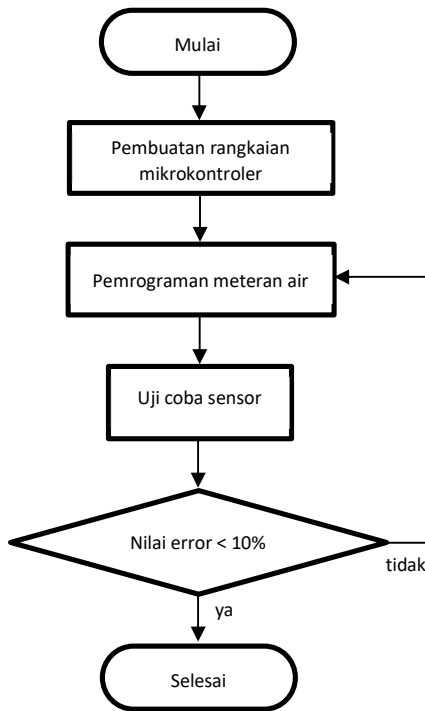 Mulai
Pembuatan rangkaian
mikrokontroler
Pemrograman meteran air
Uji coba sensor
Nilai error < 10%
tidak
ya
Selesai